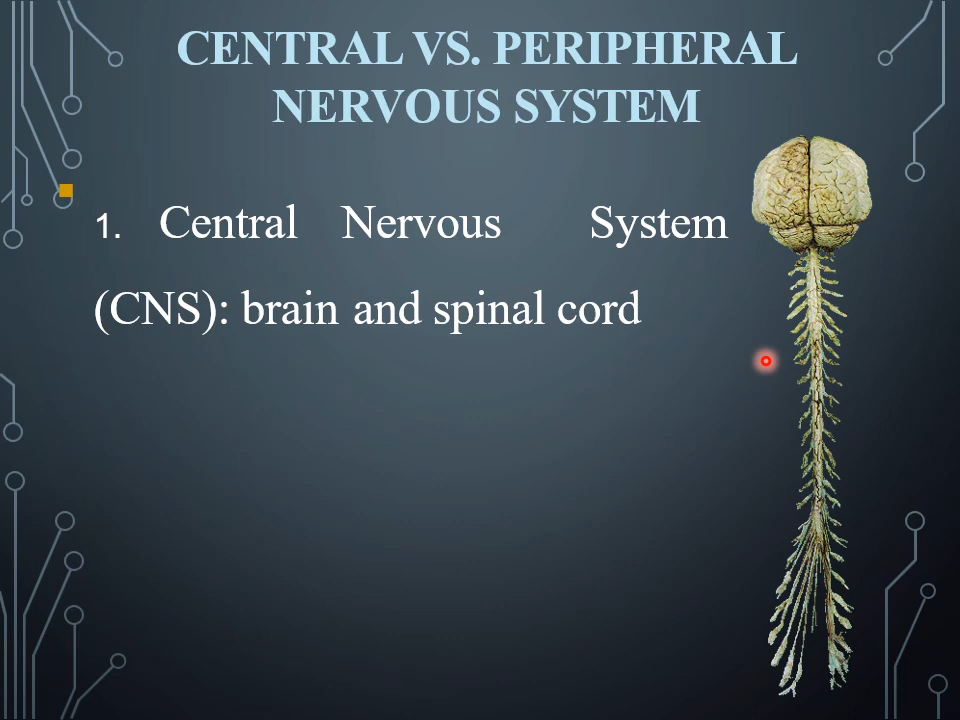 CENTRAL VS. PERIPHERAL
NERVOUS SYSTEM
1. Central Nervous System
(CNS): brain and spinal cord